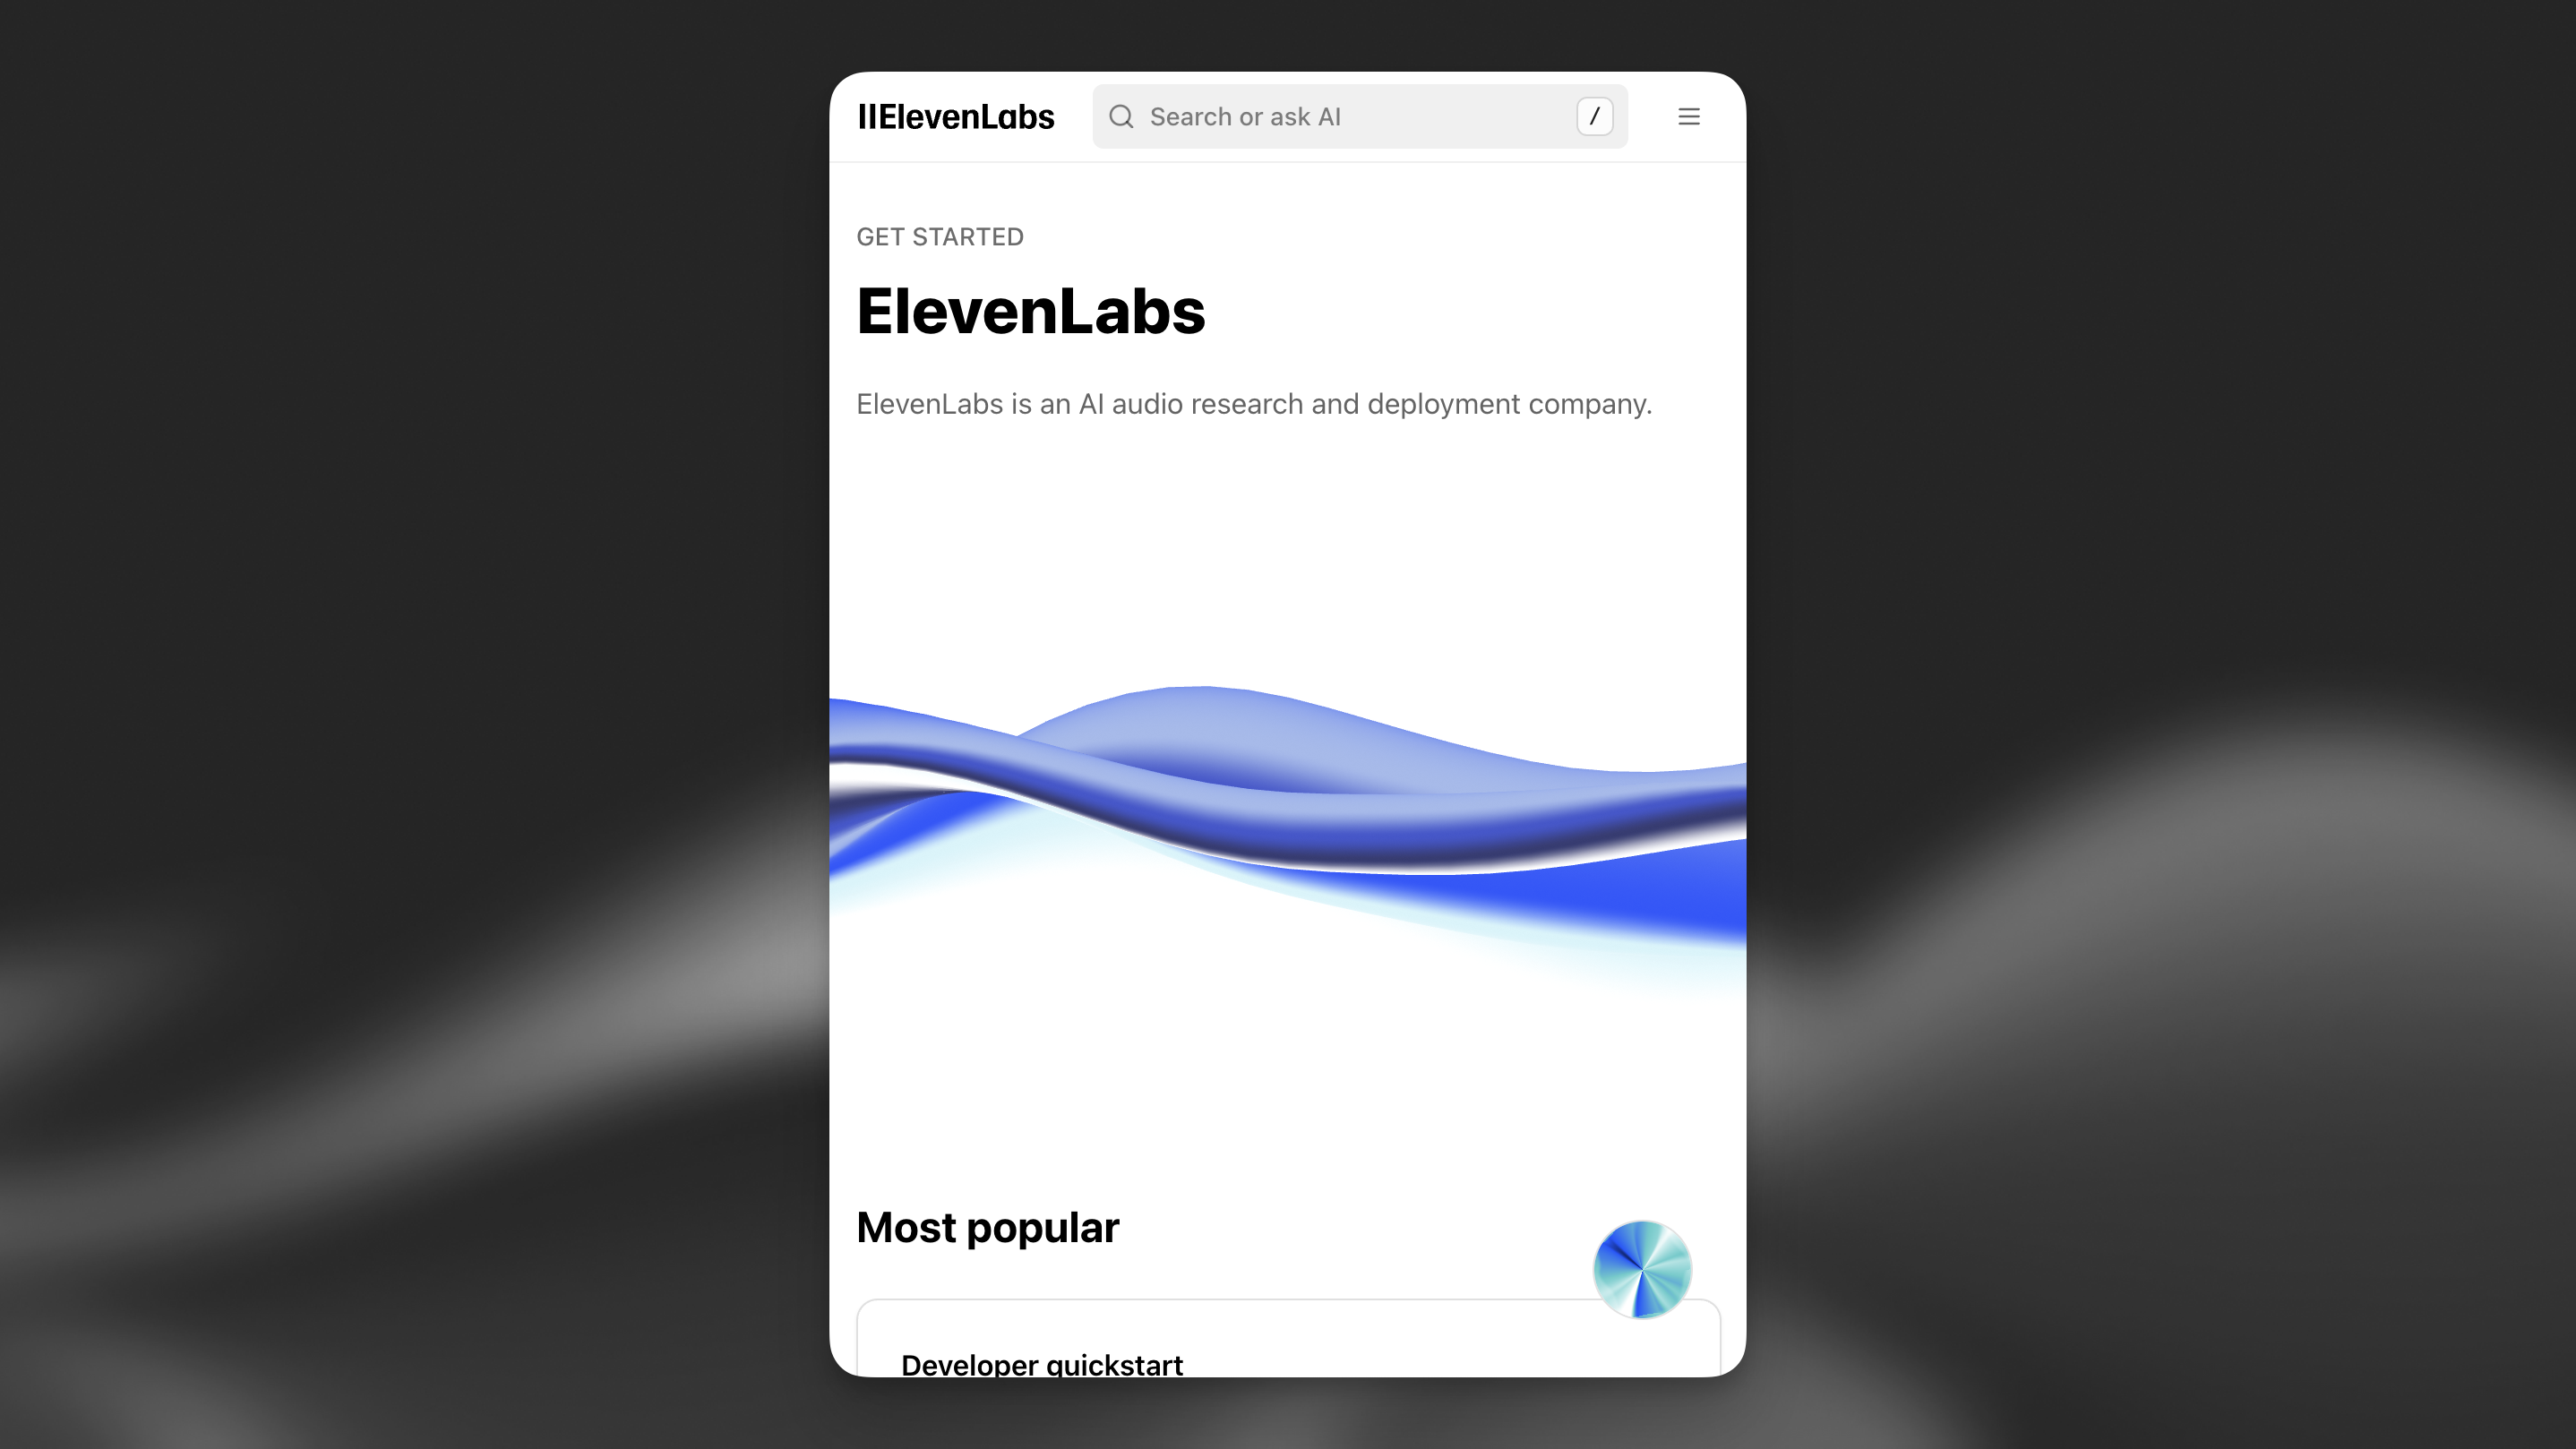 IIElevenLabs
Search or ask AI
/
GET STARTED
ElevenLabs
ElevenLabs is an AI audio research and deployment company.
Most popular
Developer quickstart